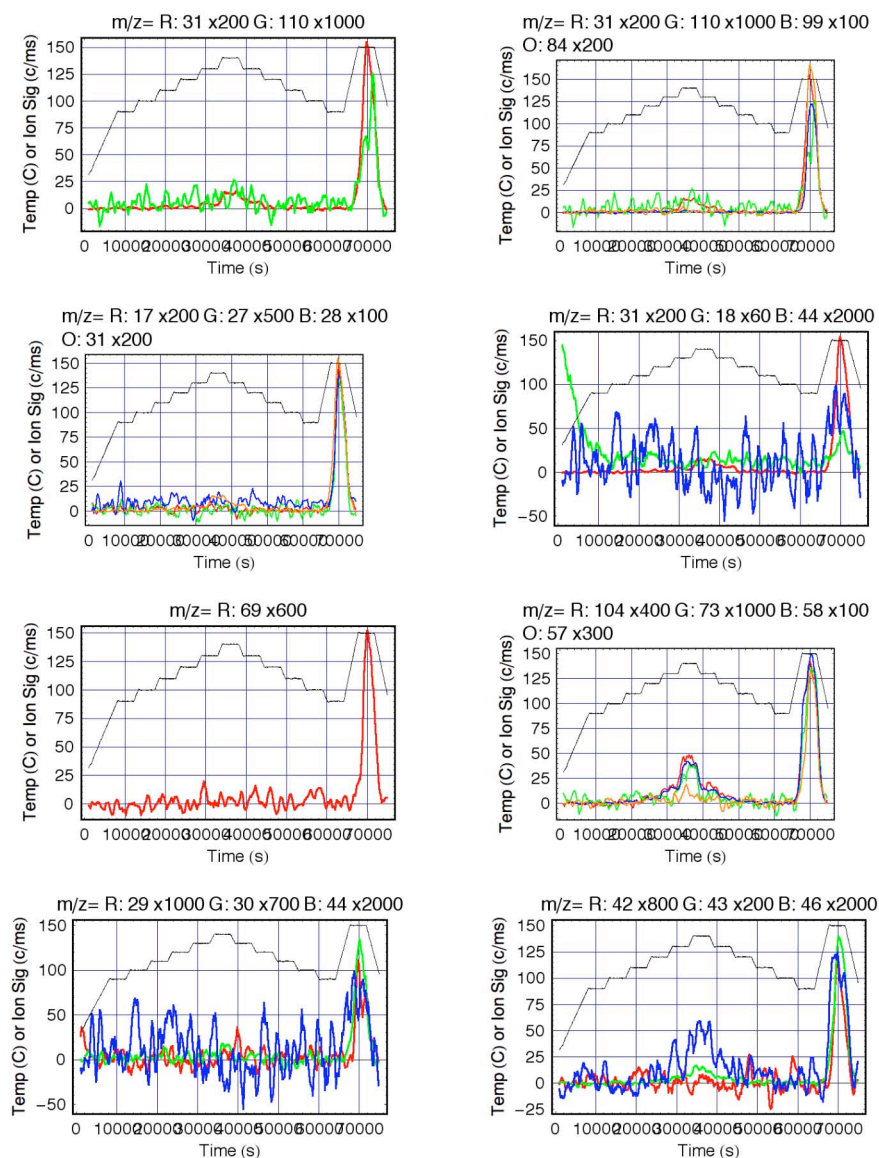 m/z= R: 31 x200 G: 110 x1000
Temp (C) or Ion Sig (c/ms)
150
125
100
75
50
25
0
0 10000 20000 30000 40000 50000 60000 70000
Time (s)
m/z= R: 31 x200 G: 110 x1000 B: 99 x100
O: 84 x200
Temp (C) or Ion Sig (c/ms)
150
125
100
75
50
25
0
0 10000 20000 30000 40000 50000 60000 70000
Time (s)
m/z= R: 17 x200 G: 27 x500 B: 28 x100
O: 31 x200
Temp (C) or Ion Sig (c/ms)
150
125
100
75
50
25
0
0 10000 20000 30000 40000 50000 60000 70000
Time (s)
m/z= R: 31 x200 G: 18 x60 B: 44 x2000
Temp (C) or Ion Sig (c/ms)
150
100
50
0
−50
0 10000 20000 30000 40000 50000 60000 70000
Time (s)
m/z= R: 69 x600
Temp (C) or Ion Sig (c/ms)
150
125
100
75
50
25
0
0 10000 20000 30000 40000 50000 60000 70000
Time (s)
m/z= R: 104 x400 G: 73 x1000 B: 58 x100
O: 57 x300
Temp (C) or Ion Sig (c/ms)
150
125
100
75
50
25
0
0 10000 20000 30000 40000 50000 60000 70000
Time (s)
m/z= R: 29 x1000 G: 30 x700 B: 44 x2000
Temp (C) or Ion Sig (c/ms)
150
100
50
0
−50
0 10000 20000 30000 40000 50000 60000 70000
Time (s)
m/z= R: 42 x800 G: 43 x200 B: 46 x2000
Temp (C) or Ion Sig (c/ms)
150
125
100
75
50
25
0
−25
0 10000 20000 30000 40000 50000 60000 70000
Time (s)